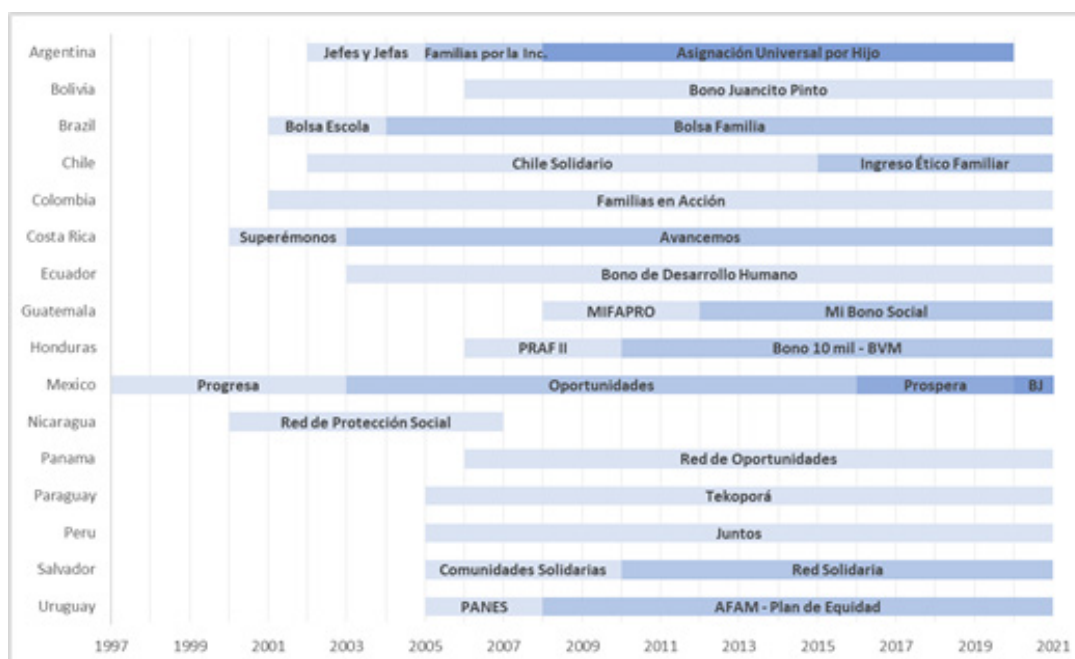 Argentina Jefes y Jefas Familias por la Inc. Asignación Universal por Hijo
Bolivia Bono Juancito Pinto
Brazil Bolsa Escola Bolsa Familia
Chile Chile Solidario Ingreso Ético Familiar
Colombia Familias en Acción
Costa Rica Superémonos Avancemos
Ecuador Bono de Desarrollo Humano
Guatemala MIFAPRO Mi Bono Social
Honduras PRAF II Bono 10 mil - BVM
Mexico Progresa Oportunidades Prospera BJ
Nicaragua Red de Protección Social
Panama Red de Oportunidades
Paraguay Tekoporá
Peru Juntos
Salvador Comunidades Solidarias Red Solidaria
Uruguay PANES AFAM - Plan de Equidad
1997 1999 2001 2003 2005 2007 2009 2011 2013 2015 2017 2019 2021